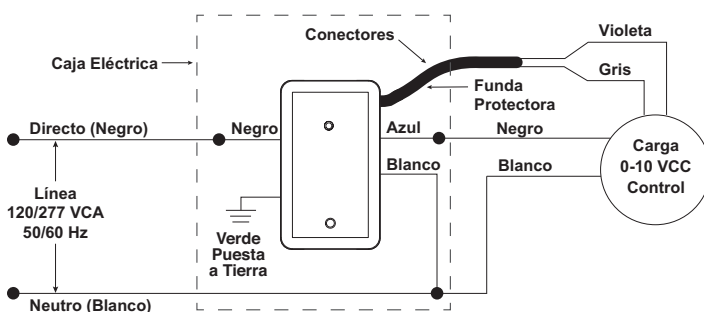 Conectores
Violeta
Caja Eléctrica
Gris
Funda
Protectora
Directo (Negro)
Negro
Azul
Negro
Carga
0-10 VCC
Control
Blanco
Blanco
Línea
120/277 VCA
50/60 Hz
Verde
Puesta
a Tierra
Neutro (Blanco)